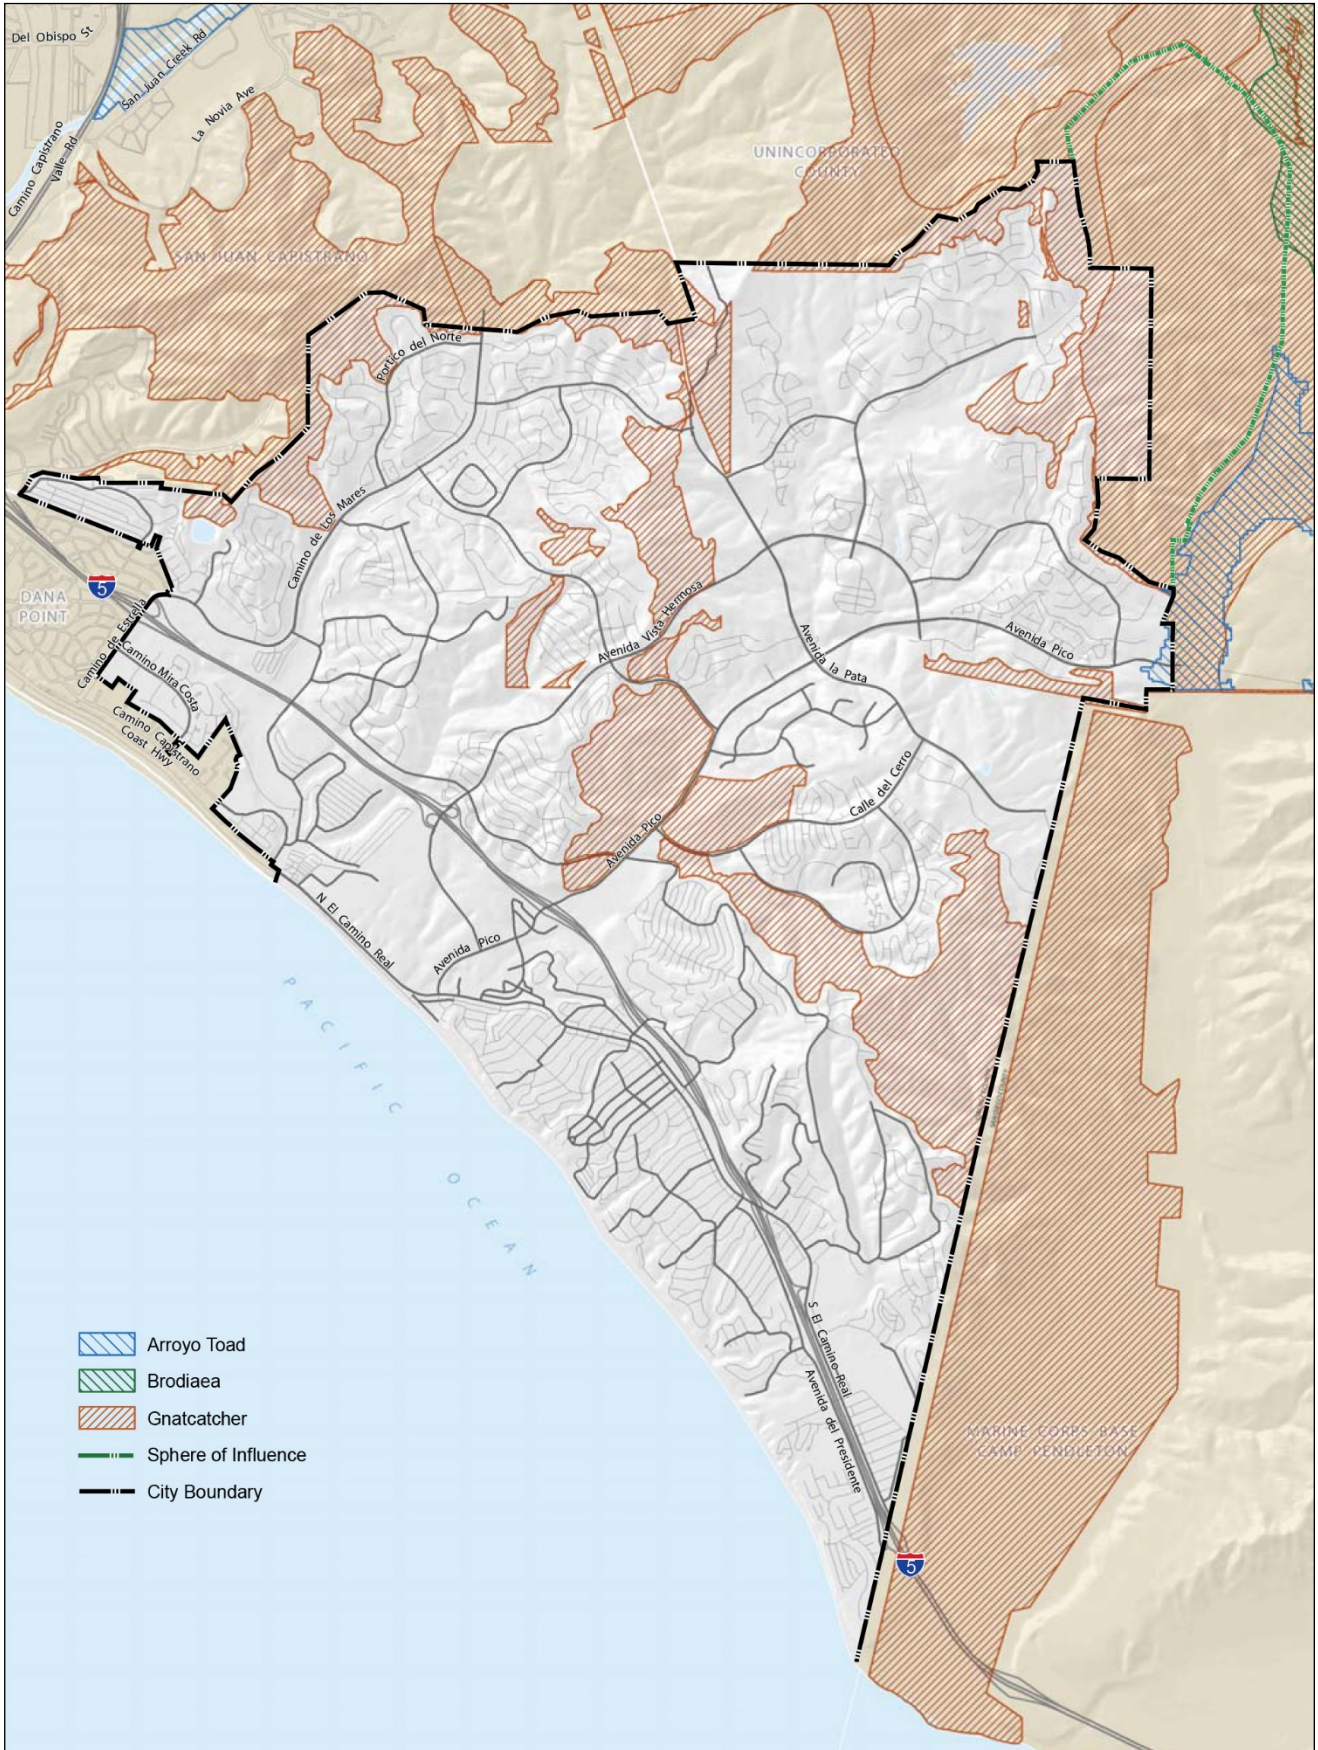 Del Obispo St
San Juan Creek Rd
La Novia Ave
Camino Capistrano
Valle Rd
UNINCORPORATED
COUNTY
SAN JUAN CAPISTRANO
Portico del Norte
Camino de Los Mares
5
DANA
POINT
Camino de Estrella
Camino Mira Costa
Camino Capistrano
Coast Hwy
Avenida Vista Hermosa
Avenida la Pata
Avenida Pico
Calle del Cerro
Avenida Pico
N El Camino Real
Avenida Pico
PACIFIC
OCEAN
S El Camino Real
Avenida del Presidente
MARINE CORPS BASE
CAMP PENDLETON
5
Arroyo Toad
Brodiaea
Gnatcatcher
Sphere of Influence
City Boundary